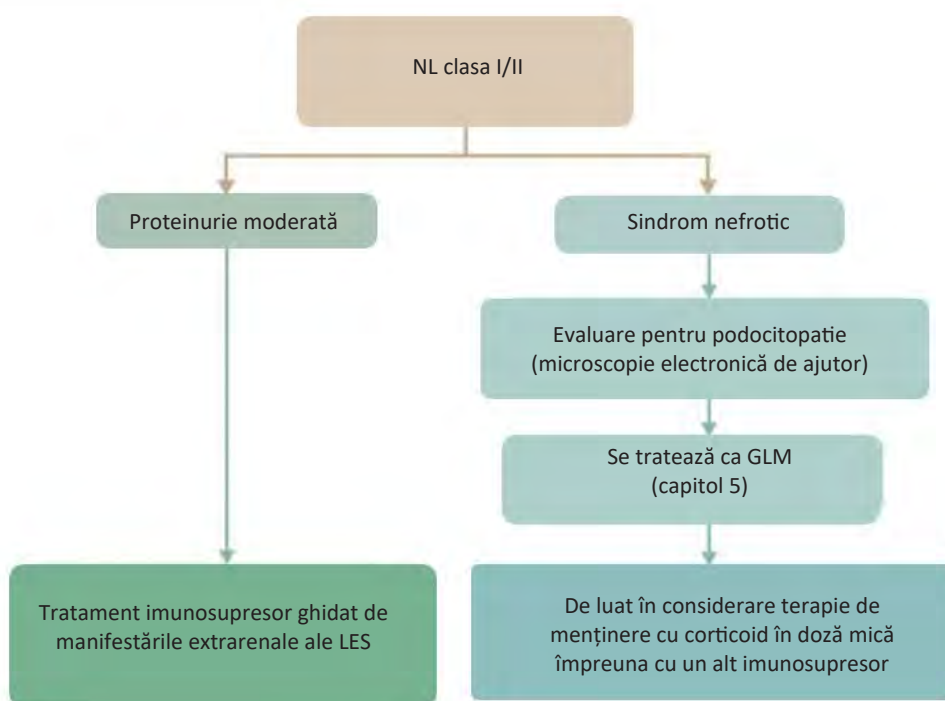 NL clasa I/II
Proteinurie moderată
Sindrom nefrotic
Evaluare pentru podocitopatie
(microscopie electronică de ajutor)
Se tratează ca GLM
(capitol 5)
Tratament imunosupresor ghidat de
manifestările extrarenale ale LES
De luat în considerare terapie de
menținere cu corticoid în doză mică
împreuna cu un alt imunosupresor